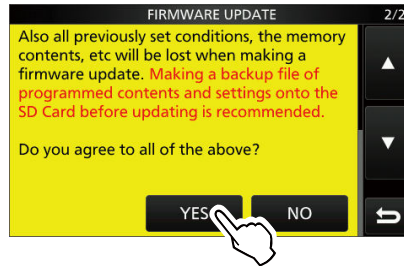 FIRMWARE UPDATE 2/2
Also all previously set conditions, the memory
contents, etc will be lost when making a
firmware update. Making a backup file of
programmed contents and settings onto the
SD Card before updating is recommended.
Do you agree to all of the above?
YES NO